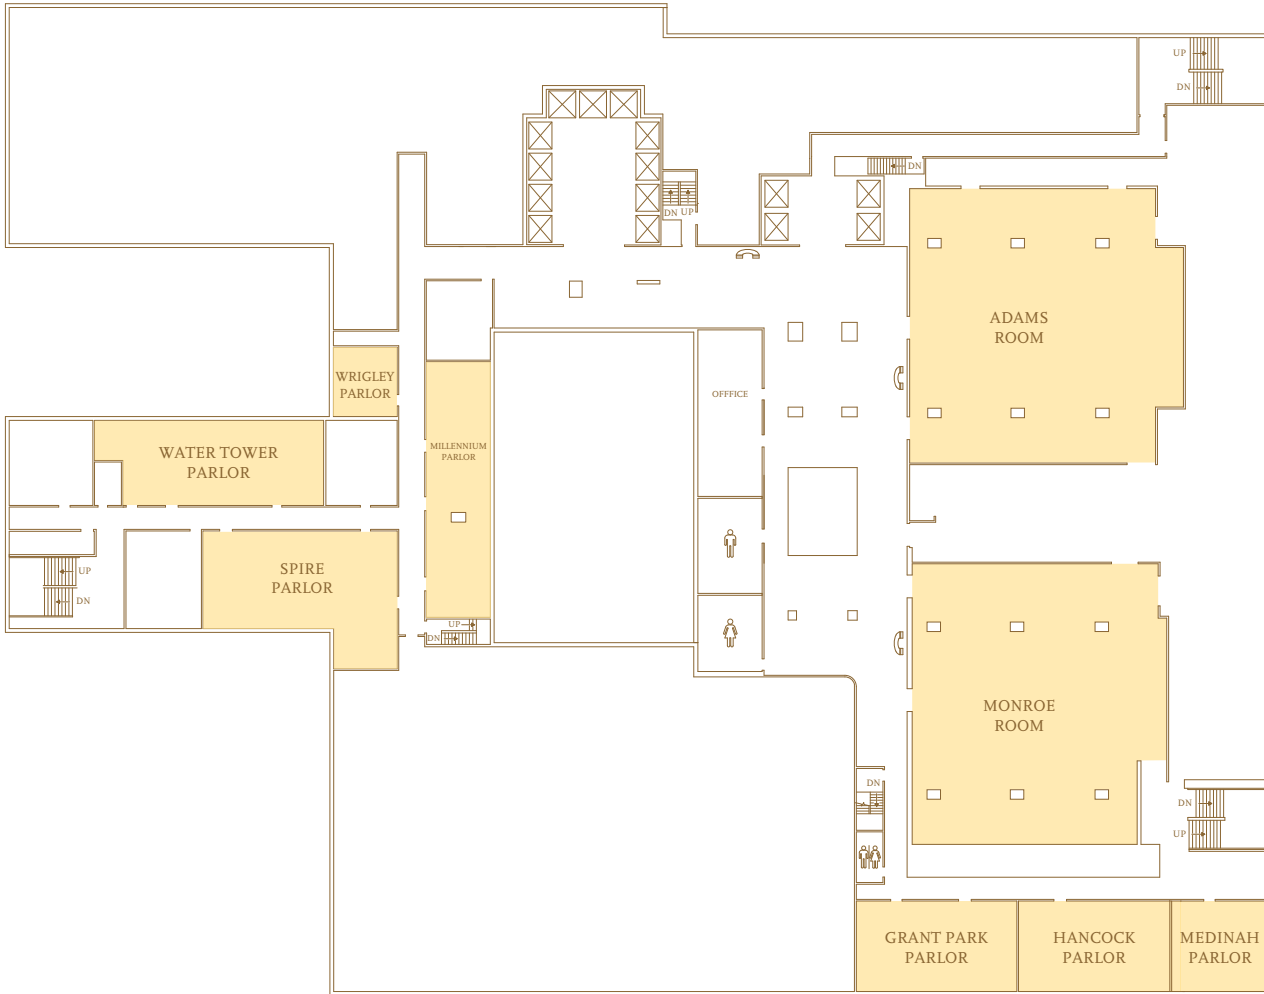 UP
DN
DN
DN UP
ADAMS
ROOM
WRIGLEY
PARLOR
OFFFICE
MILLENNIUM
PARLOR
WATER TOWER
PARLOR
SPIRE
PARLOR
UP
DN
UP
DN
MONROE
ROOM
DN
DN
UP
GRANT PARK
PARLOR
HANCOCK
PARLOR
MEDINAH
PARLOR